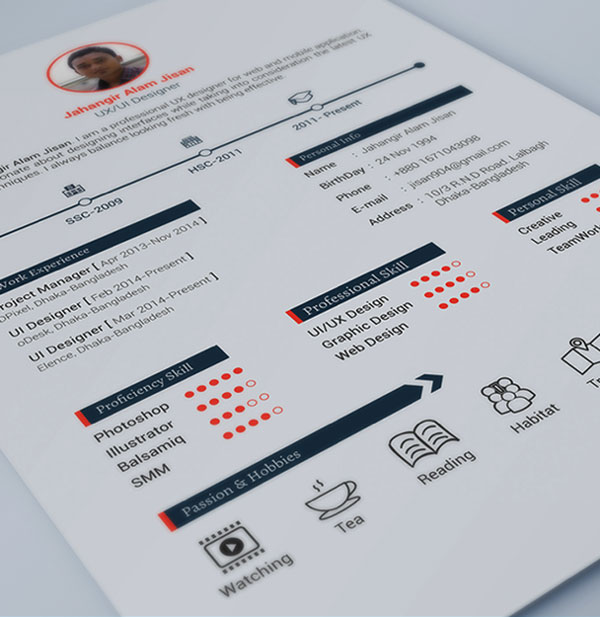 Jahangir Alam Jisan
UX/UI Designer
Alam Jisan. I am a professional UX designer for web and mobile application.
about designing interfaces while taking into consideration the latest UX
I always balance looking fresh with being effective.
SSC-2009
HSC-2011
2011- Present
Personal info
Name : Jahangir Alam Jisan
BirthDay : 24 Nov 1994
Phone : +880 1671043098
E-mail : jisan904@gmail.com
Address : 10/3 R.N.D Road, Lalbagh
Dhaka-Bangladesh
Work Experience
Project Manager [ Apr 2013-Nov 2014 ]
Dhaka-Bangladesh
UI Designer [ Feb 2014-Present ]
oDesk, Dhaka-Bangladesh
UI Designer [ Mar 2014-Present ]
Elence, Dhaka-Bangladesh
Professional Skill
UI/UX Design
Graphic Design
Web Design
Personal Skill
Creative
Leading
Proficiency Skill
Photoshop
Illustrator
Balsamiq
SMM
Passion & Hobbies
Watching
Tea
Reading
Habitat